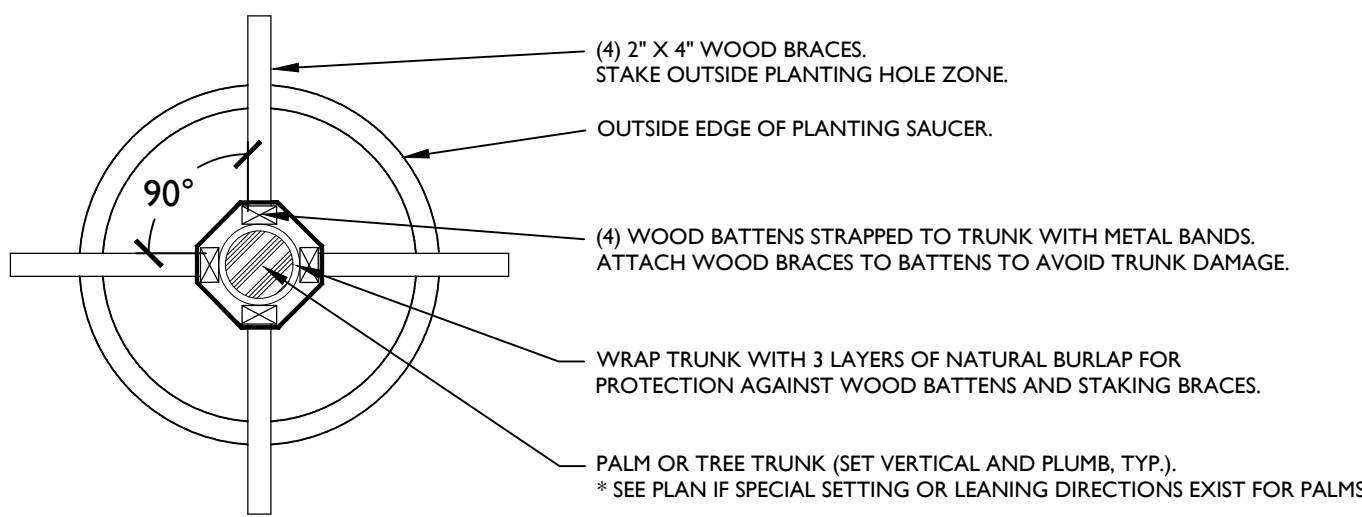 (4) 2" X 4" WOOD BRACES.
STAKE OUTSIDE PLANTING HOLE ZONE.
OUTSIDE EDGE OF PLANTING SAUCER.
90°
(4) WOOD BATTENS STRAPPED TO TRUNK WITH METAL BANDS.
ATTACH WOOD BRACES TO BATTENS TO AVOID TRUNK DAMAGE.
WRAP TRUNK WITH 3 LAYERS OF NATURAL BURLAP FOR
PROTECTION AGAINST WOOD BATTENS AND STAKING BRACES.
PALM OR TREE TRUNK (SET VERTICAL AND PLUMB, TYP.).
* SEE PLAN IF SPECIAL SETTING OR LEANING DIRECTIONS EXIST FOR PALMS